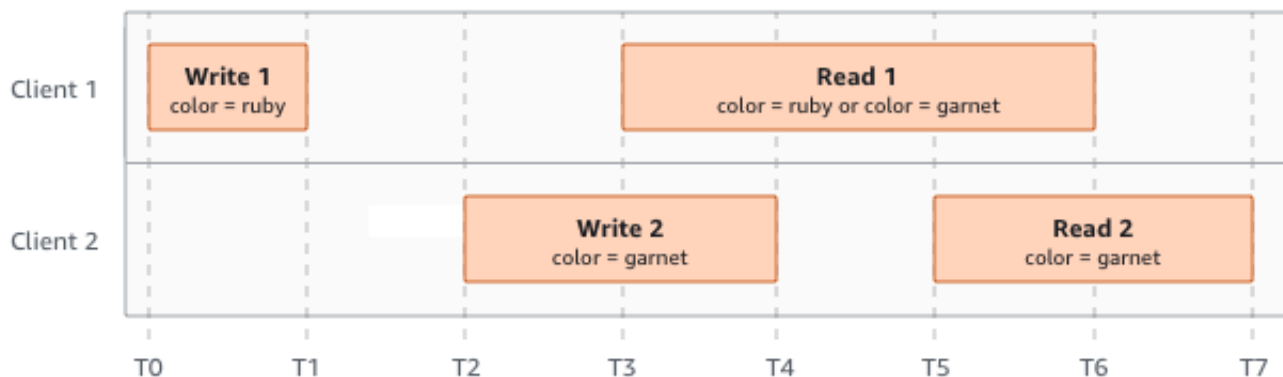 Client 1
Write 1
color = ruby
Read 1
color = ruby or color = garnet
Client 2
Write 2
color = garnet
Read 2
color = garnet
T0 T1 T2 T3 T4 T5 T6 T7